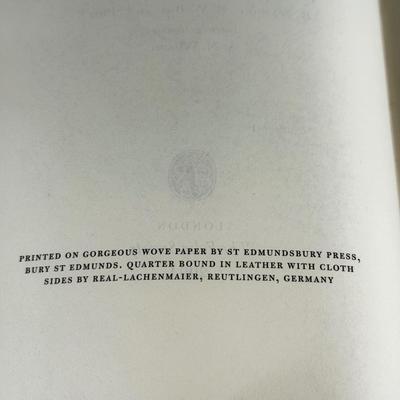 PRINTED ON GORGEOUS WOVE PAPER BY ST EDMUNDSBURY PRESS,
BURY ST EDMUNDS. QUARTER BOUND IN LEATHER WITH CLOTH
SIDES BY REAL-LACHENMAIER, REUTLINGEN, GERMANY